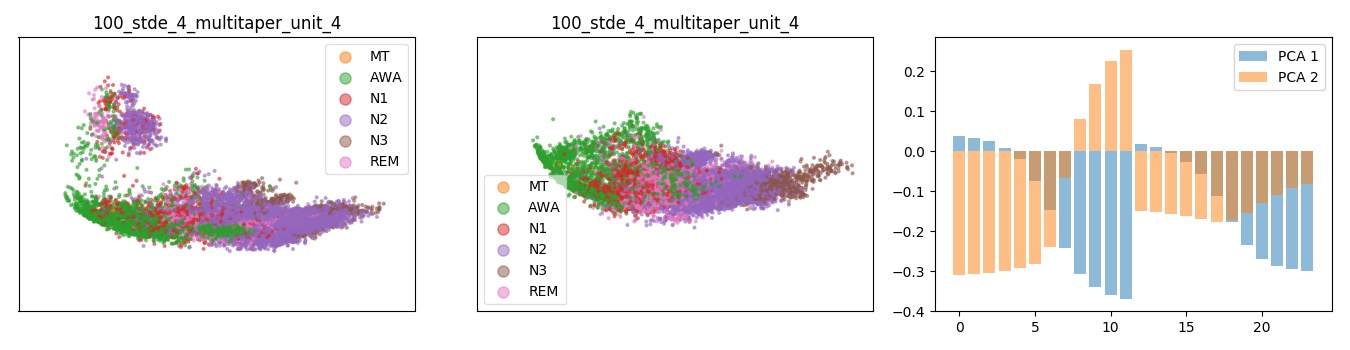 100_stde_4_multitaper_unit_4
MT
AWA
N1
N2
N3
REM
100_stde_4_multitaper_unit_4
MT
AWA
N1
N2
N3
REM
PCA 1
PCA 2
0.2
0.1
0.0
−0.1
−0.2
−0.3
−0.4
0
5
10
15
20